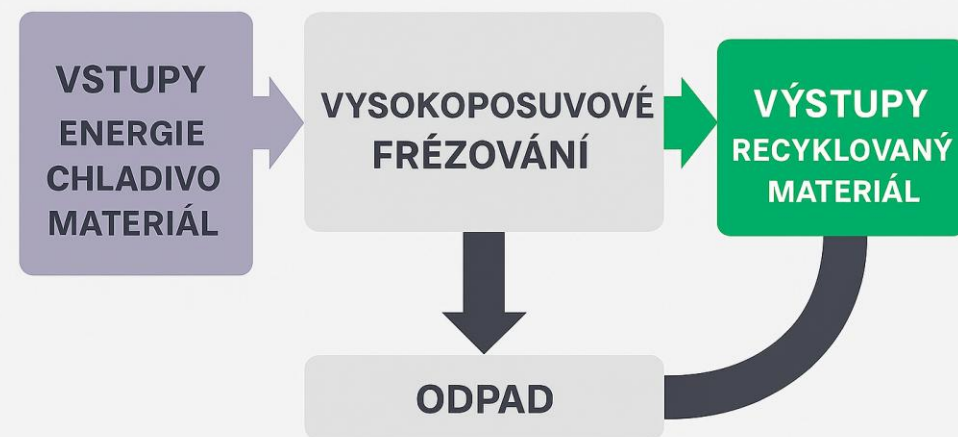 VSTUPY
ENERGIE
CHLADIVO
MATERIÁL
VYSOKOPOSUVOVÉ
FRÉZOVÁNÍ
VÝSTUPY
RECYKLOVANÝ
MATERIÁL
ODPAD